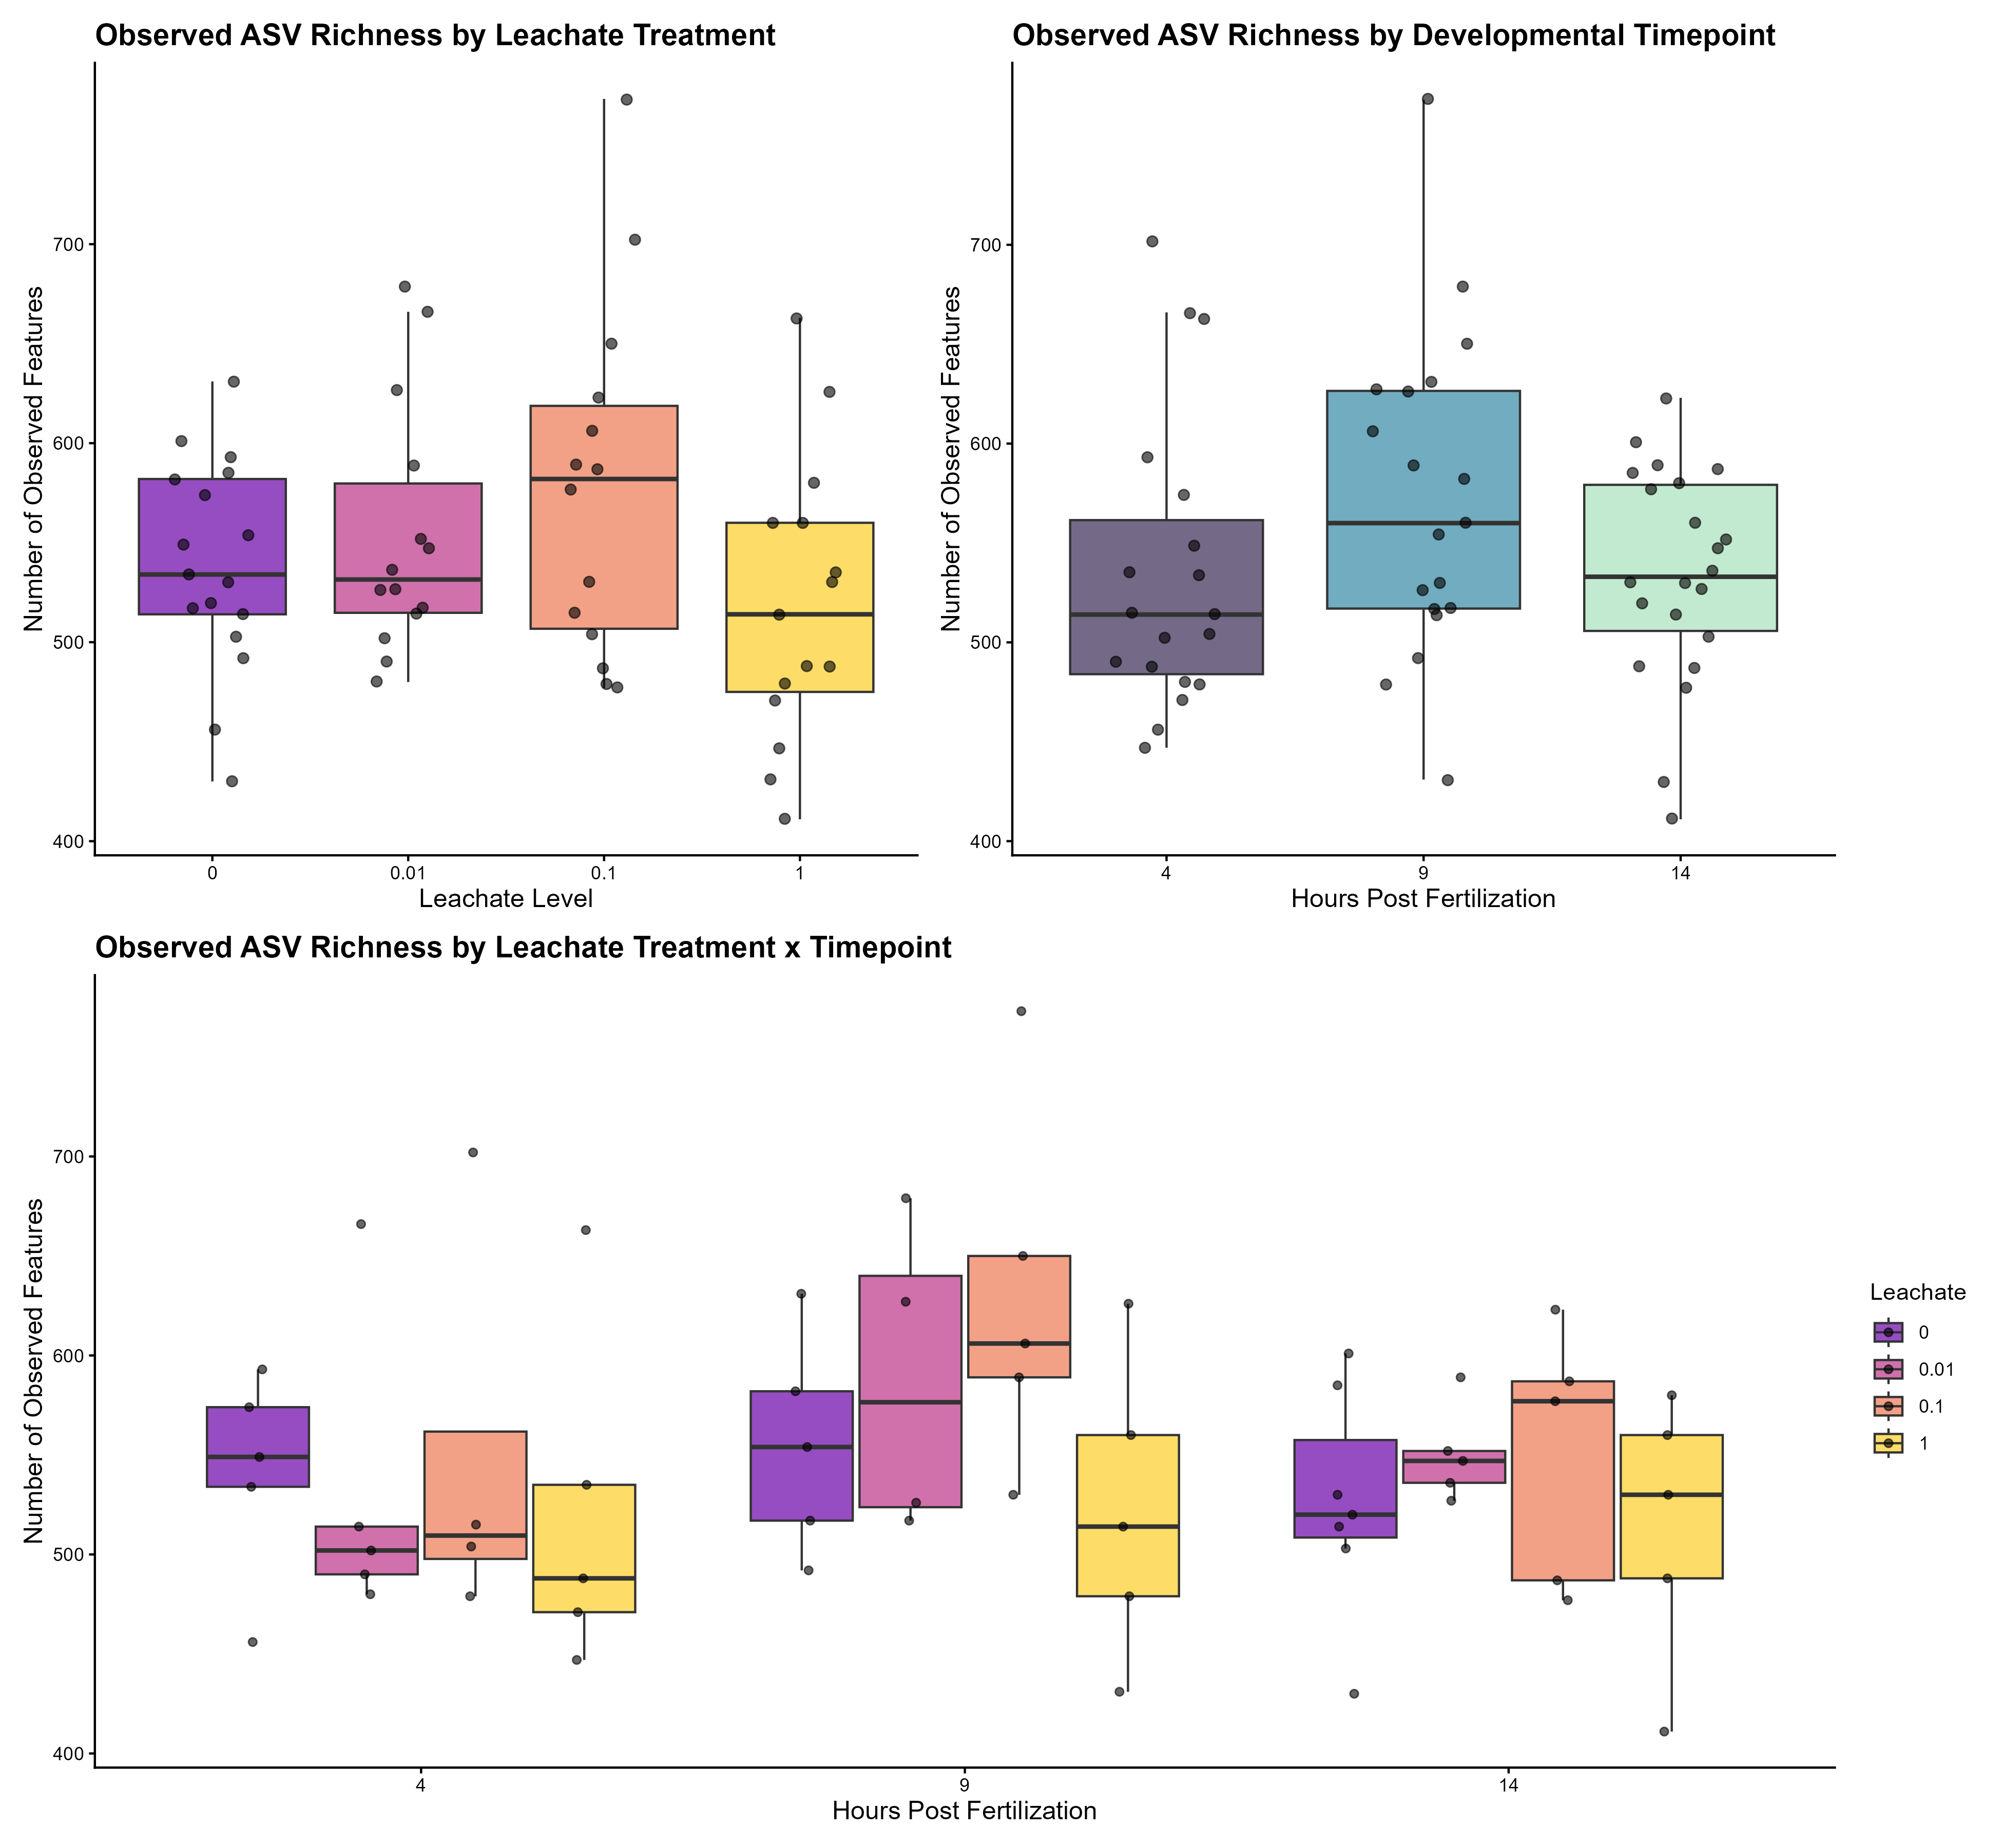 Observed ASV Richness by Leachate Treatment
Number of Observed Features
700
600
500
400
0 0.01 0.1 1
Leachate Level
Observed ASV Richness by Developmental Timepoint
Number of Observed Features
700
600
500
400
4 9 14
Hours Post Fertilization
Observed ASV Richness by Leachate Treatment x Timepoint
Number of Observed Features
700
600
500
400
4 9 14
Hours Post Fertilization
Leachate
0
0.01
0.1
1